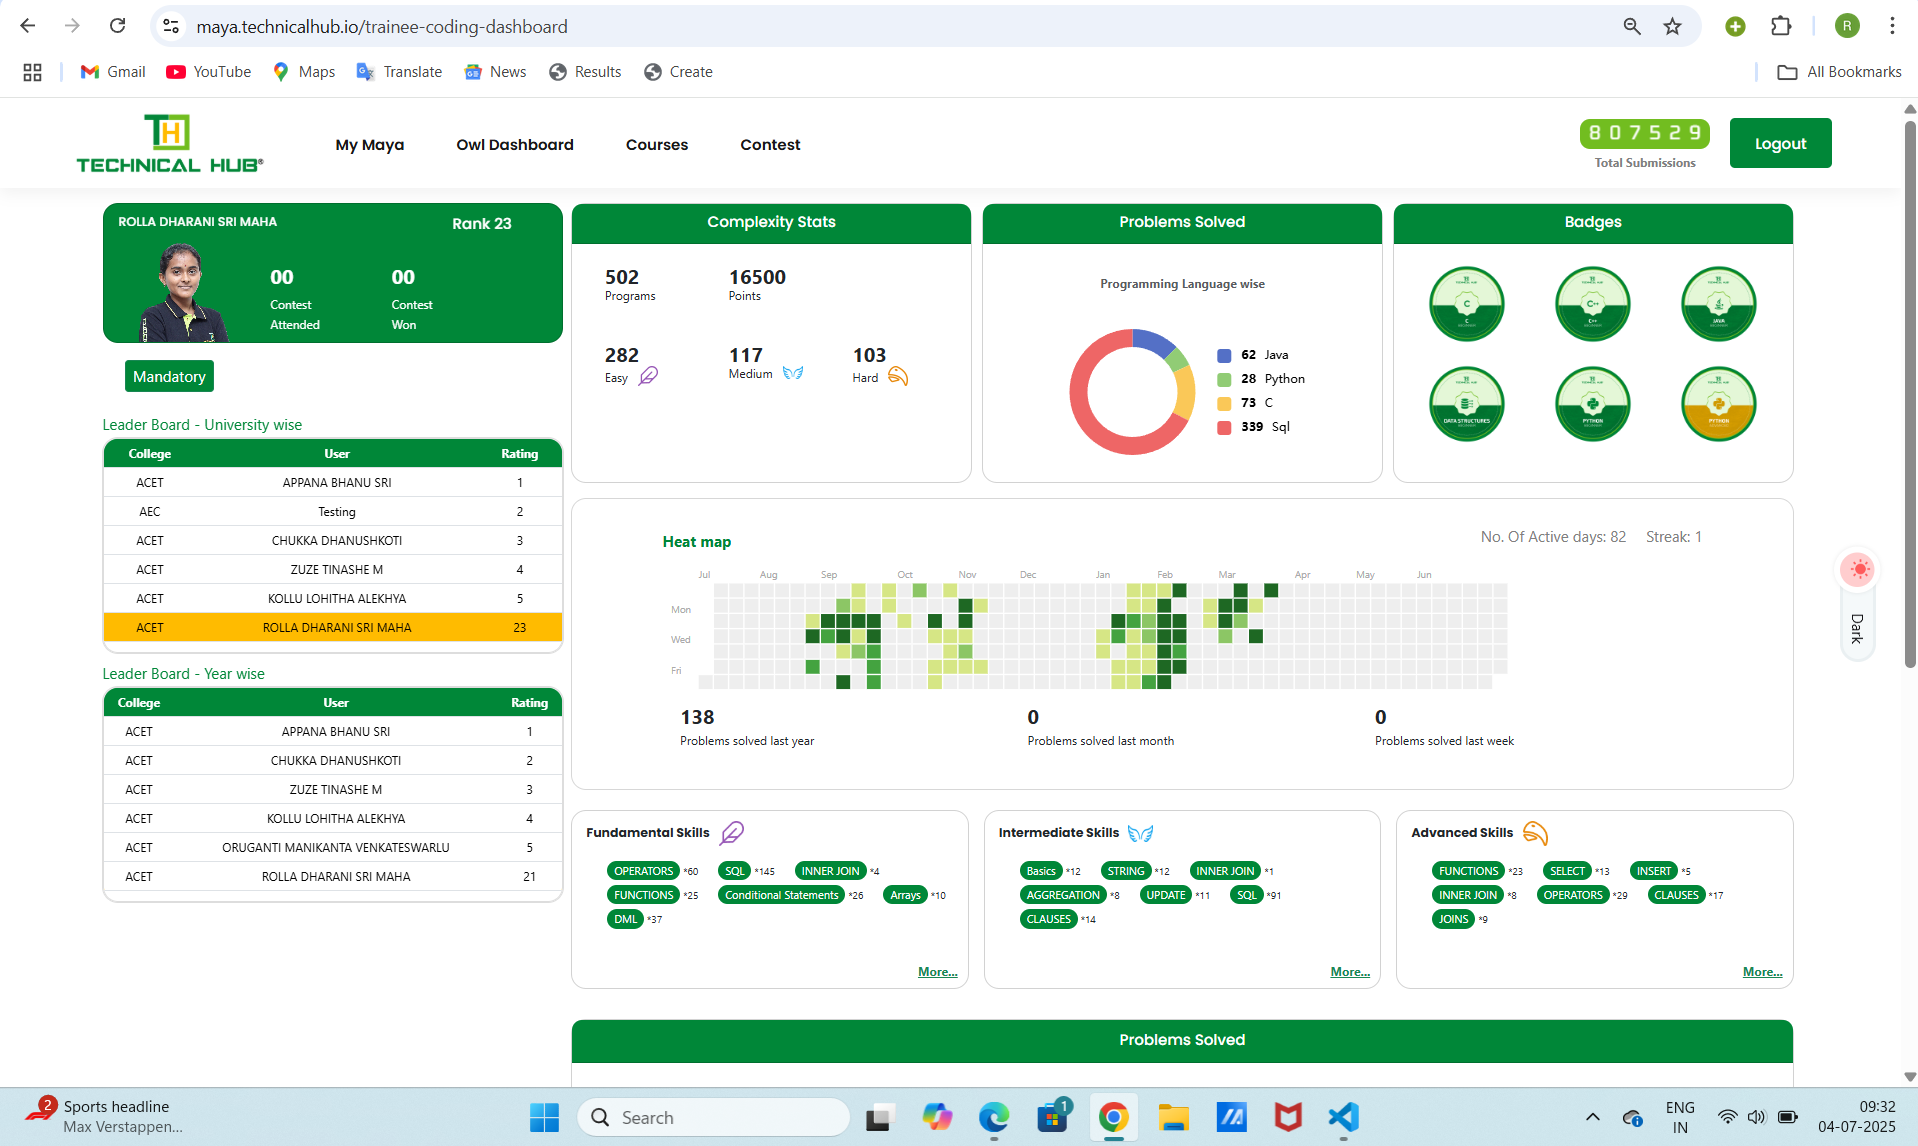 maya.technicalhub.io/trainee-coding-dashboard
R
Gmail YouTube Maps Translate News Results Create
All Bookmarks
TH
TECHNICAL HUB®
My Maya Owl Dashboard Courses Contest
807529
Total Submissions
Logout
ROLLA DHARANI SRI MAHA Rank 23
00 00
Contest Contest
Attended Won
Mandatory
Leader Board - University wise
College User Rating
ACET APPANA BHANU SRI 1
AEC Testing 2
ACET CHUKKA DHANUSHKOTI 3
ACET ZUZE TINASHE M 4
ACET KOLLU LOHITHA ALEKHYA 5
ACET ROLLA DHARANI SRI MAHA 23
Leader Board - Year wise
College User Rating
ACET APPANA BHANU SRI 1
ACET CHUKKA DHANUSHKOTI 2
ACET ZUZE TINASHE M 3
ACET KOLLU LOHITHA ALEKHYA 4
ACET ORUGANTI MANIKANTA VENKATESWARLU 5
ACET ROLLA DHARANI SRI MAHA 21
Complexity Stats
502 16500
Programs Points
282 117 103
Easy Medium Hard
Problems Solved
Programming Language wise
62 Java
28 Python
73 C
339 Sql
Badges
C C++ JAVA
DATA STRUCTURES PYTHON PYTHON
Heat map
No. Of Active days: 82 Streak: 1
Jul Aug Sep Oct Nov Dec Jan Feb Mar Apr May Jun
Mon
Wed
Fri
138 0 0
Problems solved last year Problems solved last month Problems solved last week
Fundamental Skills
OPERATORS *60 SQL *145 INNER JOIN *4
FUNCTIONS *25 Conditional Statements *26 Arrays *10
DML *37
More...
Intermediate Skills
Basics *12 STRING *12 INNER JOIN *1
AGGREGATION *8 UPDATE *11 SQL *91
CLAUSES *14
More...
Advanced Skills
FUNCTIONS *23 SELECT *13 INSERT *5
INNER JOIN *8 OPERATORS *29 CLAUSES *17
JOINS *9
More...
Dark
Problems Solved
2
Sports headline
Max Verstappen...
Search
1
ENG
IN
09:32
04-07-2025